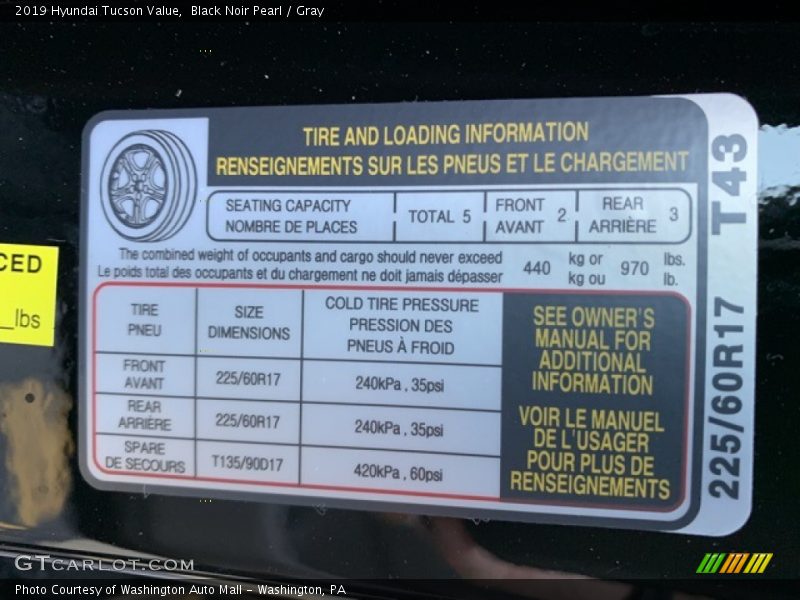 2019 Hyundai Tucson Value, Black Noir Pearl / Gray
TIRE AND LOADING INFORMATION
RENSEIGNEMENTS SUR LES PNEUS ET LE CHARGEMENT
SEATING CAPACITY
NOMBRE DE PLACES
TOTAL 5
FRONT
AVANT
2
REAR
ARRIÈRE
3
The combined weight of occupants and cargo should never exceed
Le poids total des occupants et du chargement ne doit jamais dépasser
440
kg or
kg ou
970
lbs.
lb.
TIRE
PNEU
SIZE
DIMENSIONS
COLD TIRE PRESSURE
PRESSION DES
PNEUS À FROID
FRONT
AVANT
225/60R17
240kPa , 35psi
REAR
ARRIÈRE
225/60R17
240kPa , 35psi
SPARE
DE SECOURS
T135/90D17
420kPa , 60psi
SEE OWNER'S
MANUAL FOR
ADDITIONAL
INFORMATION
VOIR LE MANUEL
DE L'USAGER
POUR PLUS DE
RENSEIGNEMENTS
225/60R17 T43
CED
_lbs
GTCARLOT.COM
Photo Courtesy of Washington Auto Mall - Washington, PA